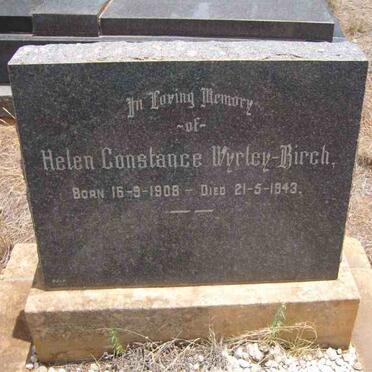 In Loving Memory
-of-
Helen Constance Wyrley-Birch,
BORN 16-9-1908 - DIED 21-5-1943.